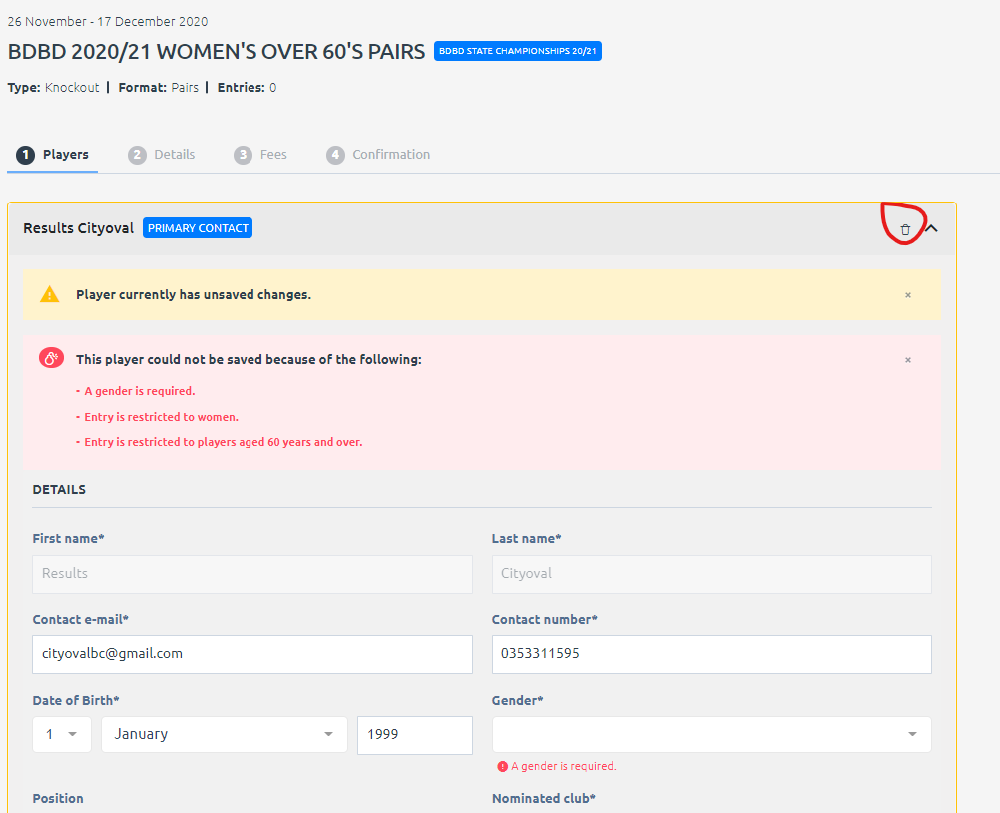 26 November - 17 December 2020
BDBD 2020/21 WOMEN'S OVER 60'S PAIRS BDBD STATE CHAMPIONSHIPS 20/21
Type: Knockout | Format: Pairs | Entries: 0
1 Players 2 Details 3 Fees 4 Confirmation
Results Cityoval PRIMARY CONTACT
Player currently has unsaved changes. ×
This player could not be saved because of the following: ×
- A gender is required.
- Entry is restricted to women.
- Entry is restricted to players aged 60 years and over.
DETAILS
First name* Last name*
Results Cityoval
Contact e-mail* Contact number*
cityovalbc@gmail.com 0353311595
Date of Birth* Gender*
1 January 1999
A gender is required.
Position Nominated club*